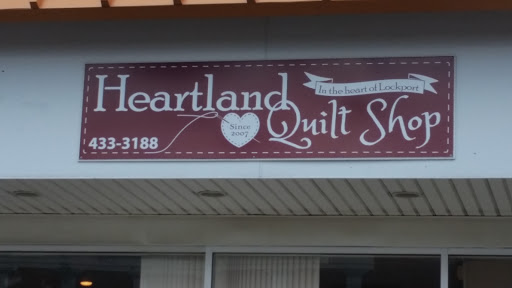 Heartland
In the heart of Lockport
Quilt Shop
Since
2007
433-3188